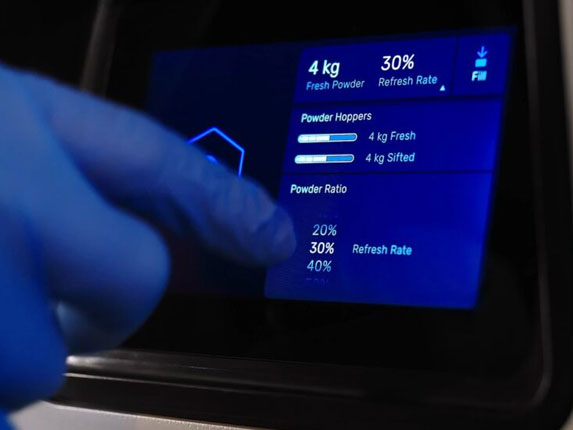 4 kg
Fresh Powder
30%
Refresh Rate
Fill
Powder Hoppers
4 kg Fresh
4 kg Sifted
Powder Ratio
20%
30% Refresh Rate
40%